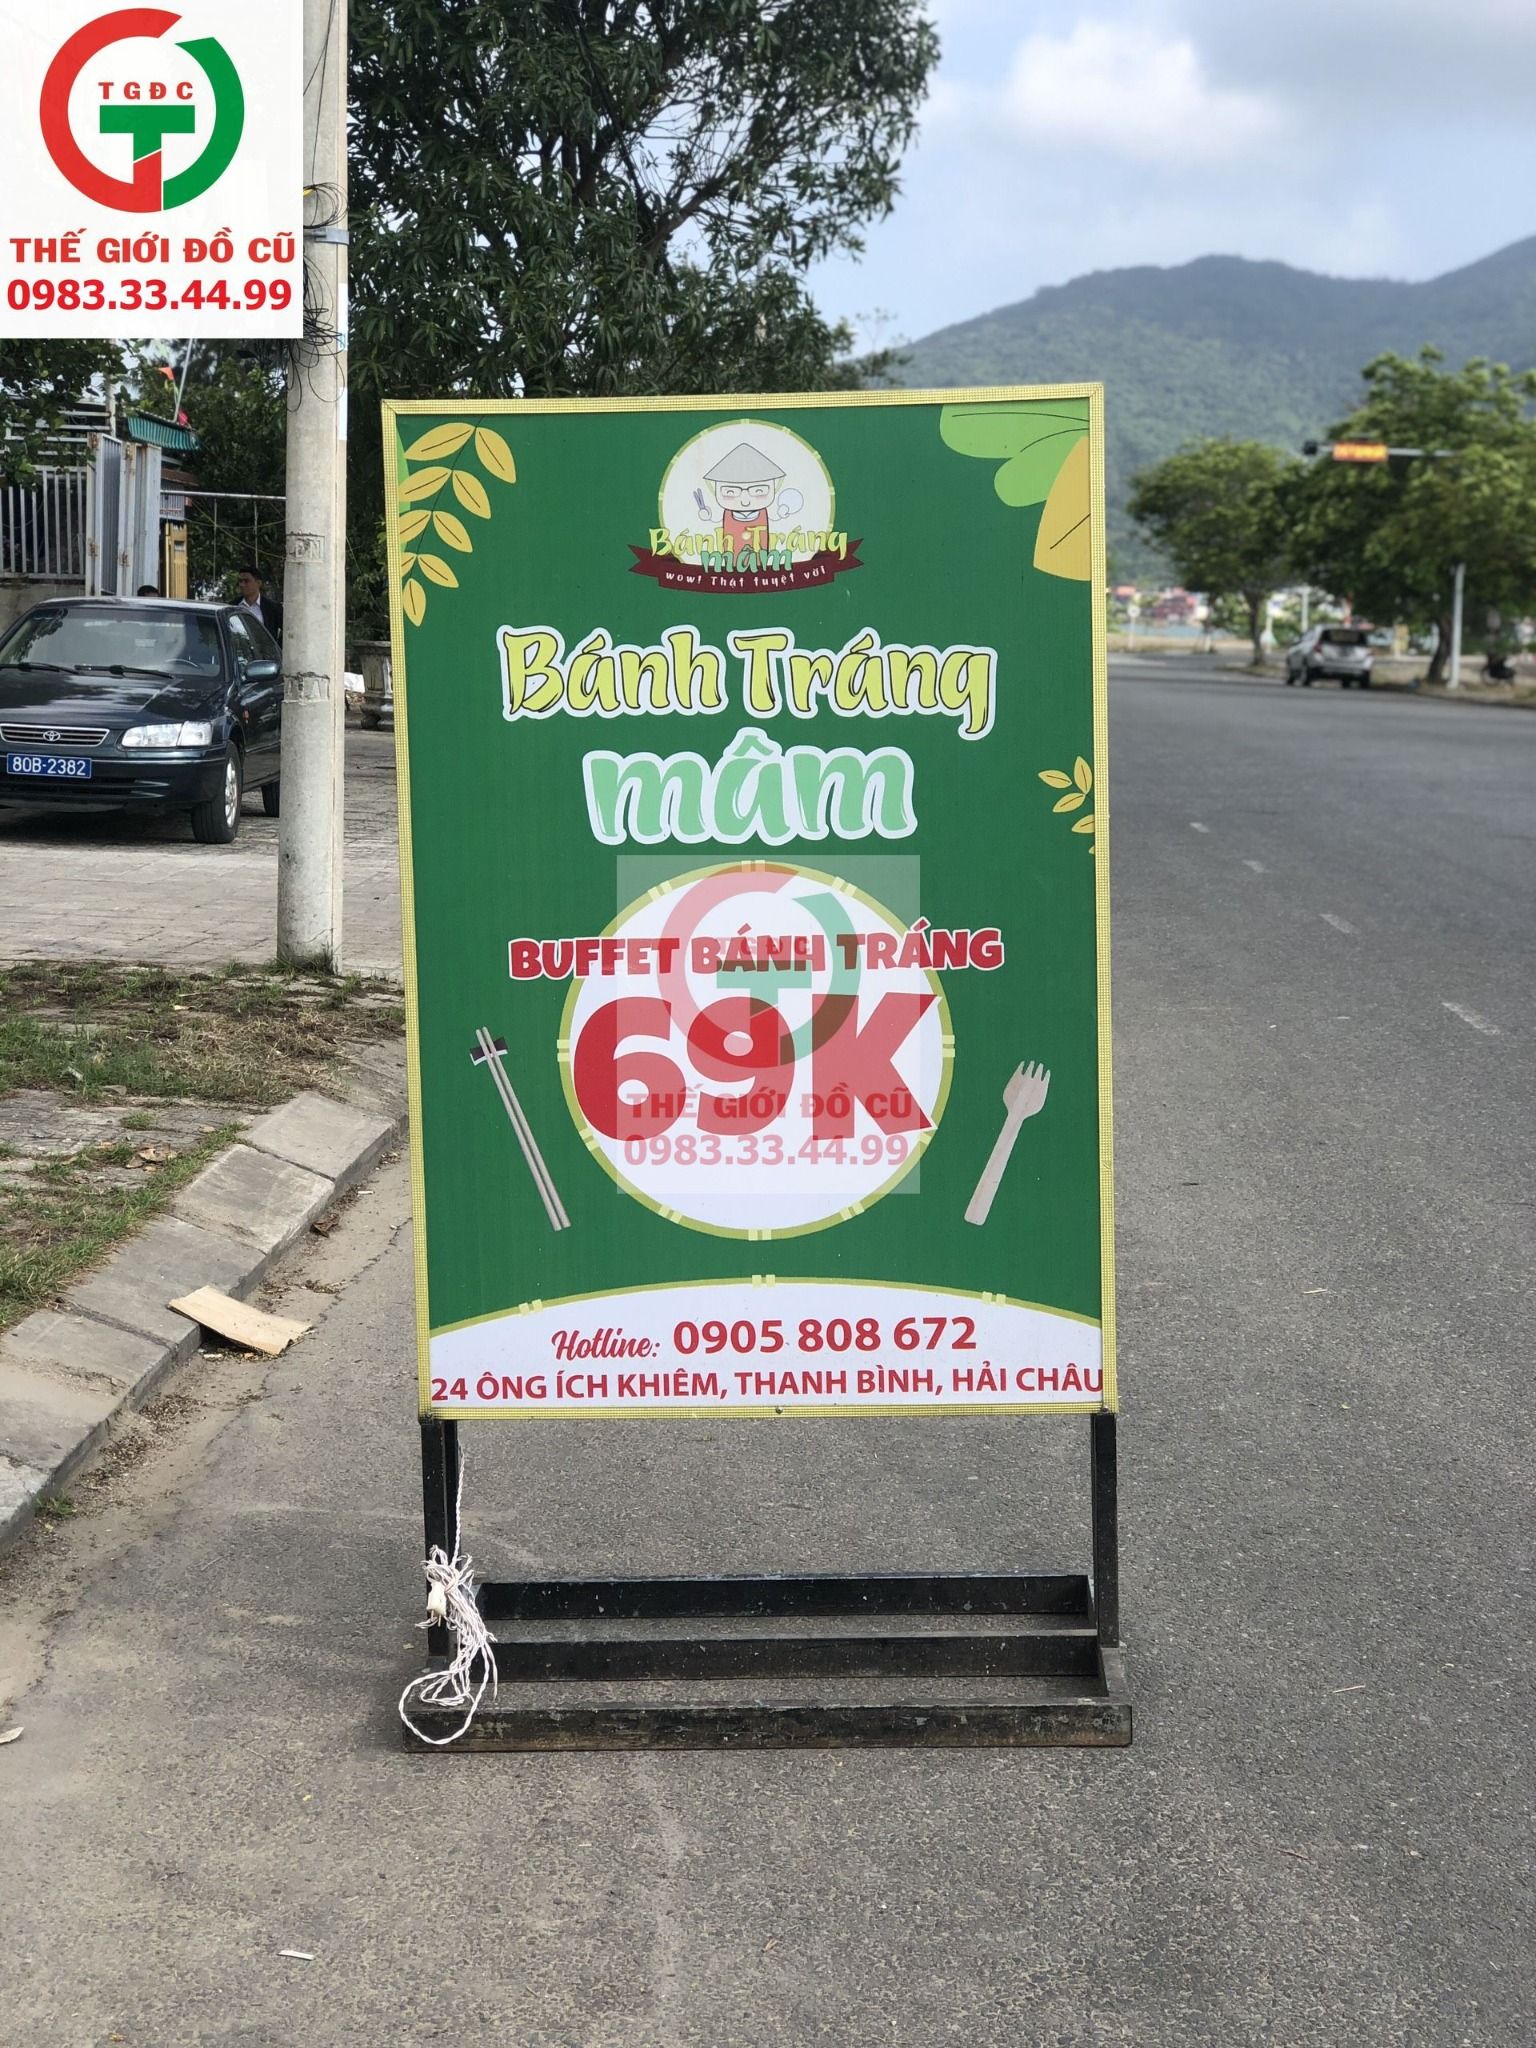 TGĐC
THẾ GIỚI ĐỒ CŨ
0983.33.44.99
80B-2382
Bánh Tráng
mâm
wow! Thật tuyệt vời
Bánh Tráng
mâm
BUFFET BÁNH TRÁNG
69K
TGĐC
THẾ GIỚI ĐỒ CŨ
0983.33.44.99
Hotline: 0905 808 672
24 ÔNG ÍCH KHIÊM, THANH BÌNH, HẢI CHÂU